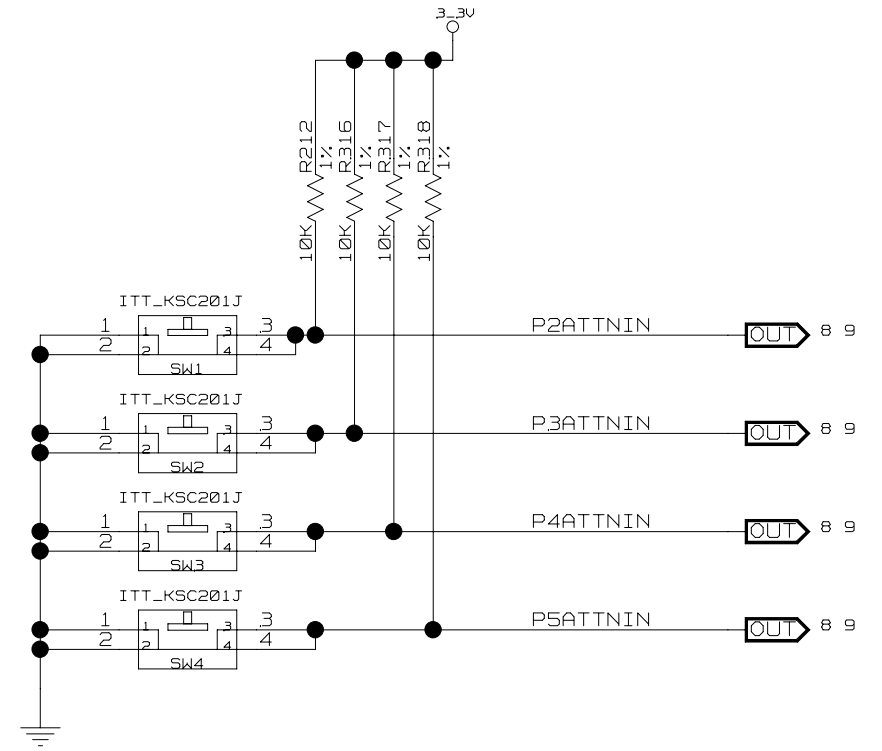 3_3V
R212 1% 10K
R316 1% 10K
R317 1% 10K
R318 1% 10K
ITT_KSC201J
1 1 3 3
P2ATTNIN OUT 8 9
2 2 4 4
SW1
ITT_KSC201J
1 1 3 3
P3ATTNIN OUT 8 9
2 2 4 4
SW2
ITT_KSC201J
1 1 3 3
P4ATTNIN OUT 8 9
2 2 4 4
SW3
ITT_KSC201J
1 1 3 3
P5ATTNIN OUT 8 9
2 2 4 4
SW4